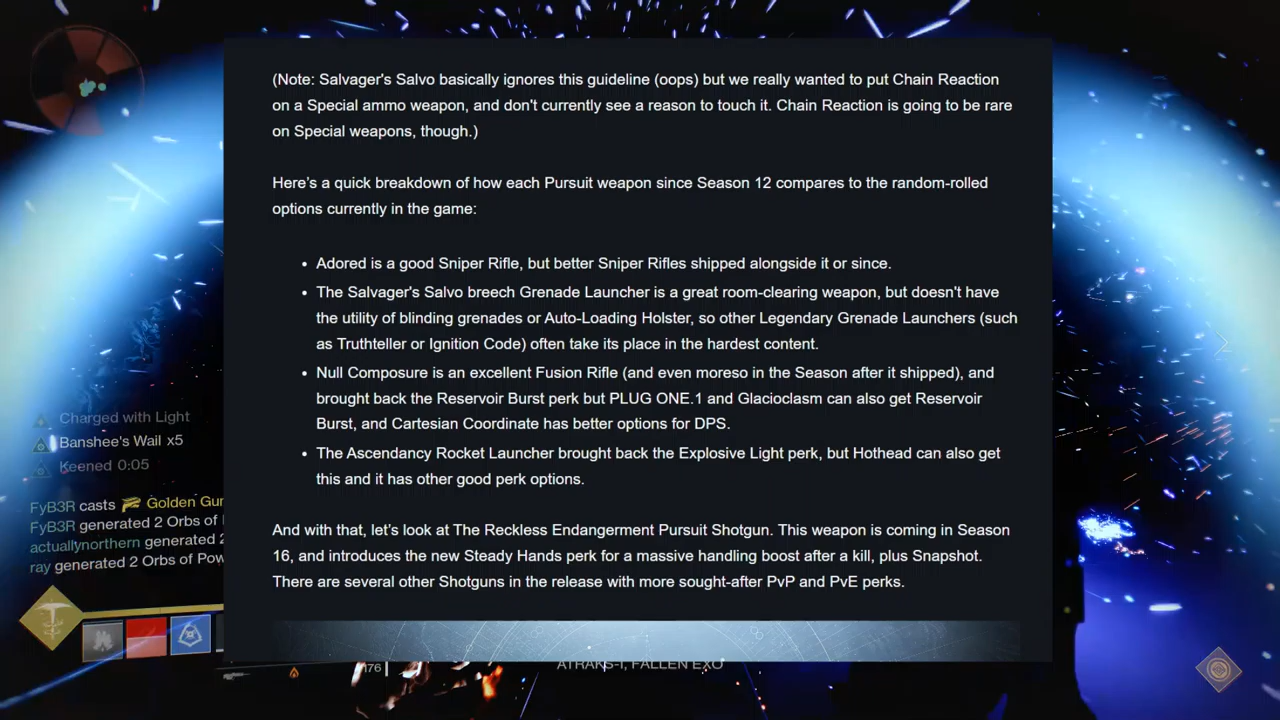 (Note: Salvager's Salvo basically ignores this guideline (oops) but we really wanted to put Chain Reaction
on a Special ammo weapon, and don't currently see a reason to touch it. Chain Reaction is going to be rare
on Special weapons, though.)
Here's a quick breakdown of how each Pursuit weapon since Season 12 compares to the random-rolled
options currently in the game:
• Adored is a good Sniper Rifle, but better Sniper Rifles shipped alongside it or since.
• The Salvager's Salvo breech Grenade Launcher is a great room-clearing weapon, but doesn't have
the utility of blinding grenades or Auto-Loading Holster, so other Legendary Grenade Launchers (such
as Truthteller or Ignition Code) often take its place in the hardest content.
• Null Composure is an excellent Fusion Rifle (and even moreso in the Season after it shipped), and
brought back the Reservoir Burst perk but PLUG ONE.1 and Glacioclasm can also get Reservoir
Burst, and Cartesian Coordinate has better options for DPS.
• The Ascendancy Rocket Launcher brought back the Explosive Light perk, but Hothead can also get
this and it has other good perk options.
And with that, let's look at The Reckless Endangerment Pursuit Shotgun. This weapon is coming in Season
16, and introduces the new Steady Hands perk for a massive handling boost after a kill, plus Snapshot.
There are several other Shotguns in the release with more sought-after PvP and PvE perks.
Charged with Light
Banshee's Wail x5
Keened 0:05
FyB3R casts Golden Gun
FyB3R generated 2 Orbs of
actuallynorthern generated 2
ray generated 2 Orbs of Pow
176
ATRAKS-1, FALLEN EXO